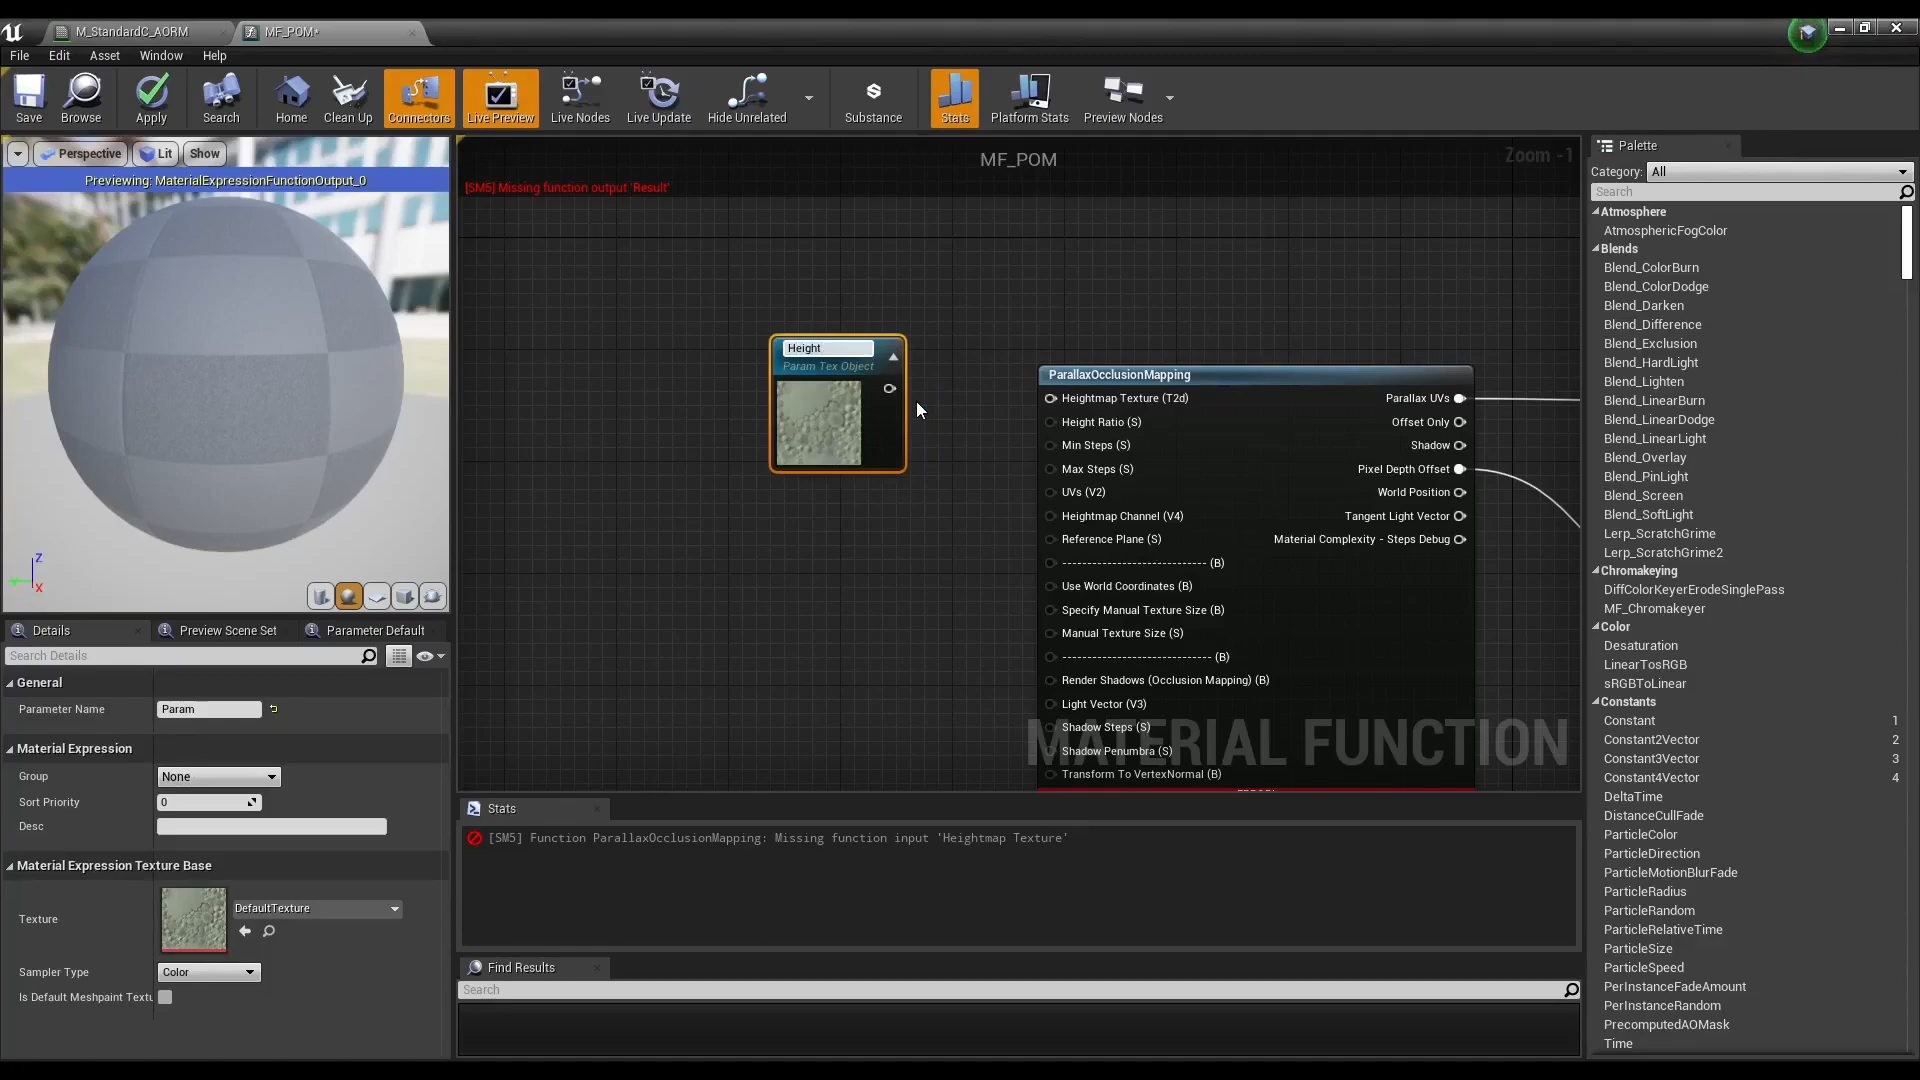 M_StandardC_AORM
MF_POM*
File Edit Asset Window Help
Save Browse Apply Search Home Clean Up Connectors Live Preview Live Nodes Live Update Hide Unrelated Substance Stats Platform Stats Preview Nodes
Perspective Lit Show
Previewing: MaterialExpressionFunctionOutput_0
Z
X
MF_POM
Zoom -1
[SM5] Missing function output 'Result'
Height
Param Tex Object
ParallaxOcclusionMapping
Heightmap Texture (T2d) Parallax UVs
Height Ratio (S) Offset Only
Min Steps (S) Shadow
Max Steps (S) Pixel Depth Offset
UVs (V2) World Position
Heightmap Channel (V4) Tangent Light Vector
Reference Plane (S) Material Complexity - Steps Debug
---------------------------- (B)
Use World Coordinates (B)
Specify Manual Texture Size (B)
Manual Texture Size (S)
----------------------------- (B)
Render Shadows (Occlusion Mapping) (B)
Light Vector (V3)
Shadow Steps (S)
Shadow Penumbra (S)
Transform To VertexNormal (B)
MATERIAL FUNCTION
Details Preview Scene Set Parameter Default
Search Details
General
Parameter Name Param
Material Expression
Group None
Sort Priority 0
Desc
Material Expression Texture Base
Texture DefaultTexture
Sampler Type Color
Is Default Meshpaint Textu
Stats
[SM5] Function ParallaxOcclusionMapping: Missing function input 'Heightmap Texture'
Find Results
Search
Palette
Category: All
Search
Atmosphere
AtmosphericFogColor
Blends
Blend_ColorBurn
Blend_ColorDodge
Blend_Darken
Blend_Difference
Blend_Exclusion
Blend_HardLight
Blend_Lighten
Blend_LinearBurn
Blend_LinearDodge
Blend_LinearLight
Blend_Overlay
Blend_PinLight
Blend_Screen
Blend_SoftLight
Lerp_ScratchGrime
Lerp_ScratchGrime2
Chromakeying
DiffColorKeyerErodeSinglePass
MF_Chromakeyer
Color
Desaturation
LinearTosRGB
sRGBToLinear
Constants
Constant 1
Constant2Vector 2
Constant3Vector 3
Constant4Vector 4
DeltaTime
DistanceCullFade
ParticleColor
ParticleDirection
ParticleMotionBlurFade
ParticleRadius
ParticleRandom
ParticleRelativeTime
ParticleSize
ParticleSpeed
PerInstanceFadeAmount
PerInstanceRandom
PrecomputedAOMask
Time